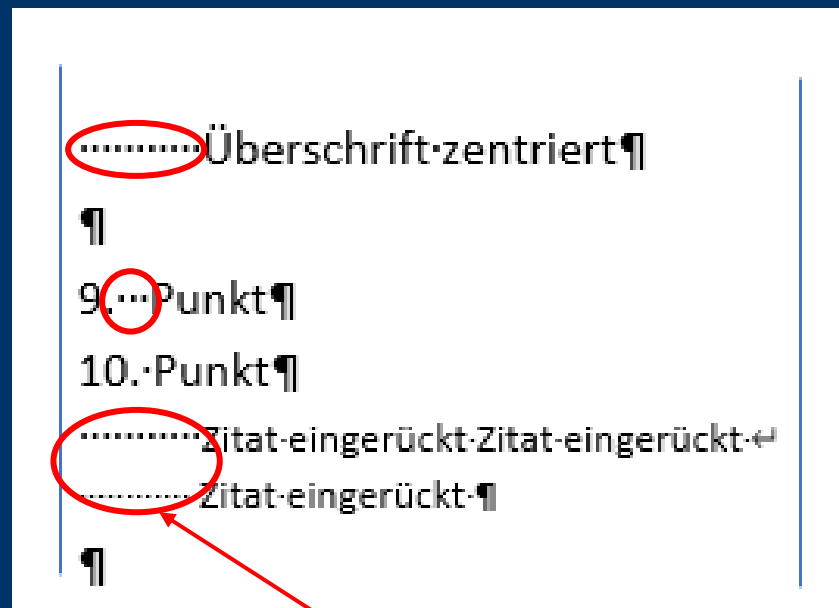 ···········Überschrift·zentriert¶
¶
9.···Punkt¶
10.·Punkt¶
···········Zitat·eingerückt·Zitat·eingerückt·↵
···········Zitat·eingerückt·¶
¶